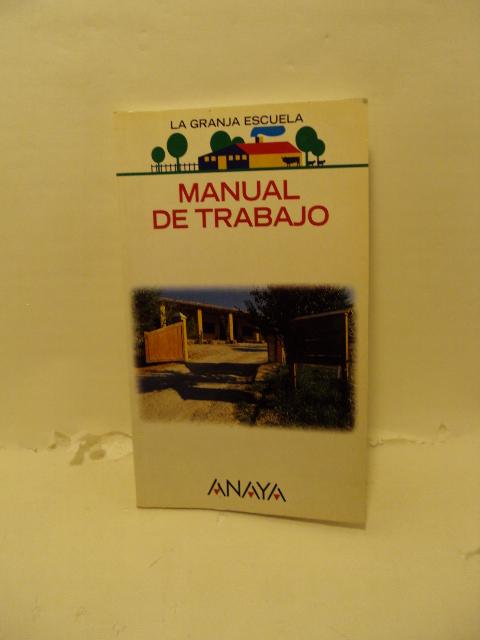 LA GRANJA ESCUELA
MANUAL
DE TRABAJO
ANAYA